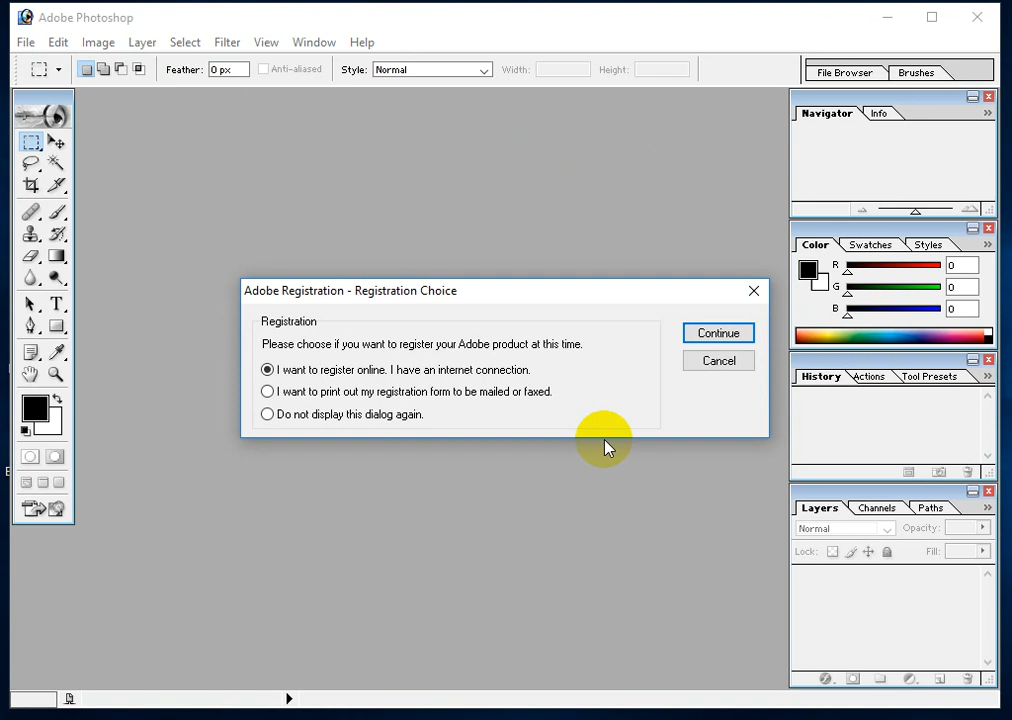 Adobe Photoshop
File Edit Image Layer Select Filter View Window Help
Feather: 0 px Anti-aliased Style: Normal Width: Height: File Browser Brushes
Navigator Info
Color Swatches Styles
R 0
G 0
B 0
Adobe Registration - Registration Choice
Registration
Please choose if you want to register your Adobe product at this time.
I want to register online. I have an internet connection.
I want to print out my registration form to be mailed or faxed.
Do not display this dialog again.
Continue
Cancel
History Actions Tool Presets
Layers Channels Paths
Normal Opacity:
Lock: Fill:
T